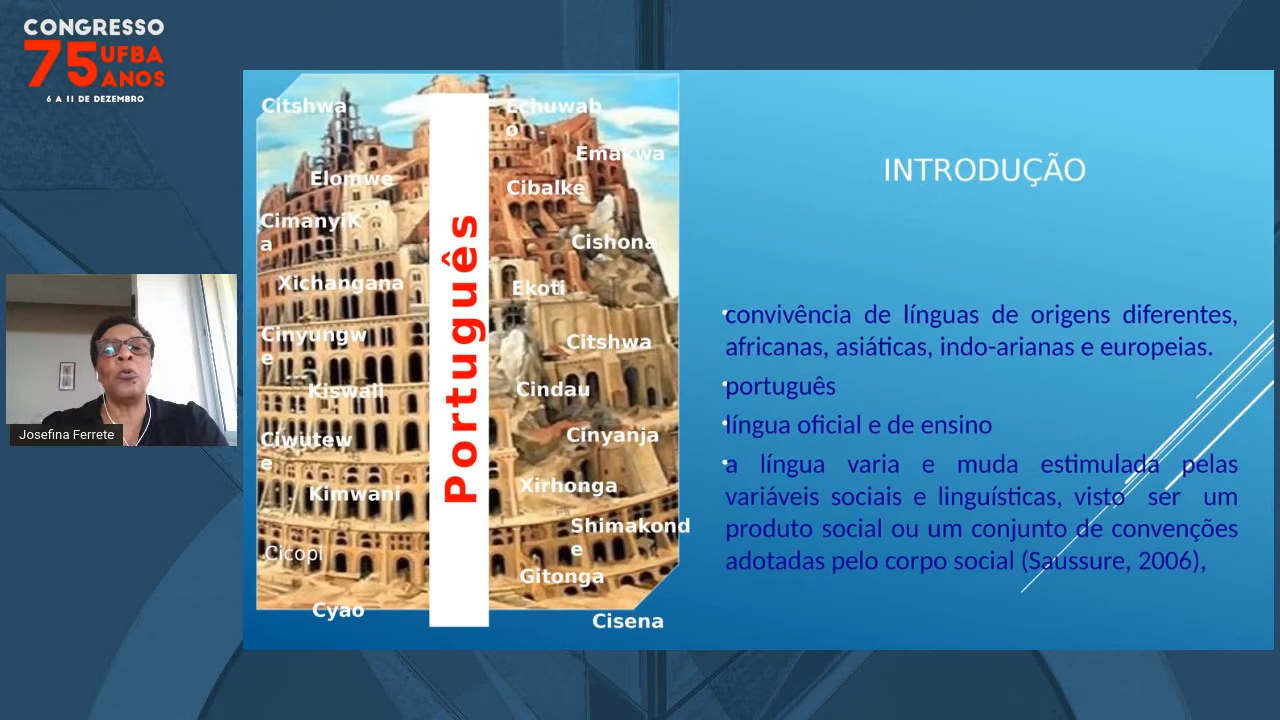 CONGRESSO
75 UFBA
ANOS
6 A 11 DE DEZEMBRO
Josefina Ferrete
Citshwa
Elomwe
Cimanyik
a
Xichangana
Cinyungw
e
Kiswali
Ciwutew
e
Kimwani
Cicopi
Cyao
Português
Echuwab
o
Emakwa
Cibalke
Cishona
Ekoti
Citshwa
Cindau
Cinyanja
Xirhonga
Shimakond
e
Gitonga
Cisena
INTRODUÇÃO
•convivência de línguas de origens diferentes,
africanas, asiáticas, indo-arianas e europeias.
•português
•língua oficial e de ensino
•a língua varia e muda estimulada pelas
variáveis sociais e linguísticas, visto ser um
produto social ou um conjunto de convenções
adotadas pelo corpo social (Saussure, 2006),